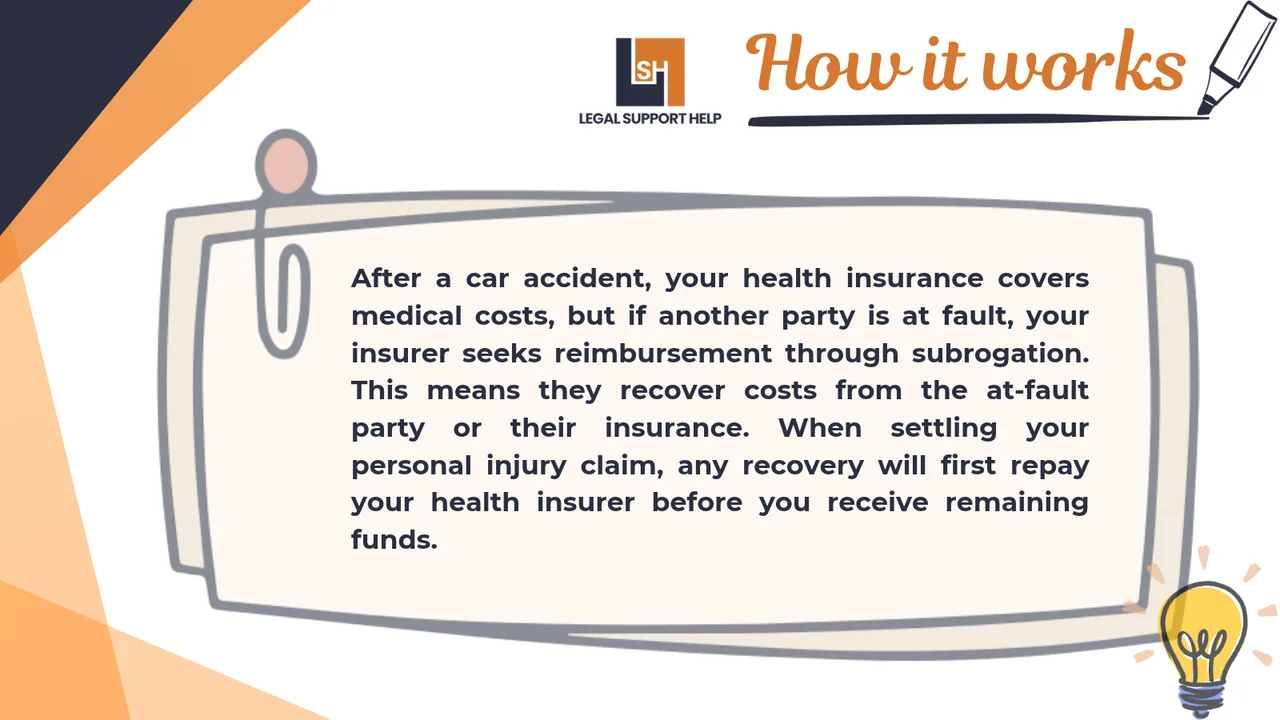 SH
LEGAL SUPPORT HELP
How it works
After a car accident, your health insurance covers
medical costs, but if another party is at fault, your
insurer seeks reimbursement through subrogation.
This means they recover costs from the at-fault
party or their insurance. When settling your
personal injury claim, any recovery will first repay
your health insurer before you receive remaining
funds.